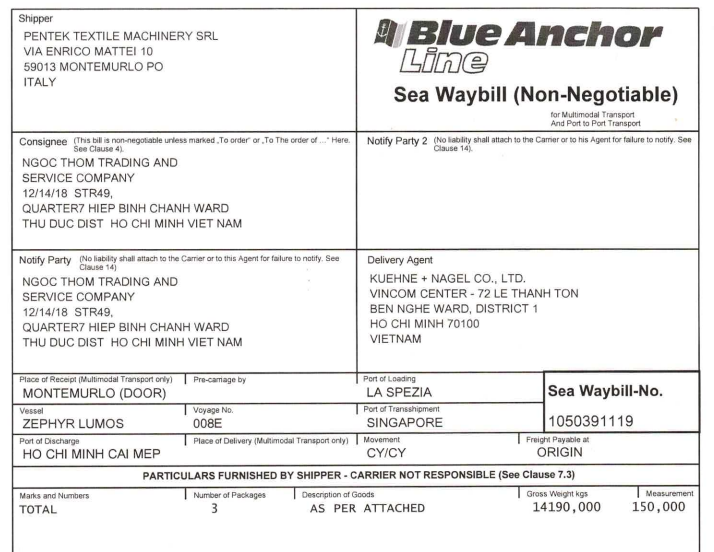 Shipper
PENTEK TEXTILE MACHINERY SRL
VIA ENRICO MATTEI 10
59013 MONTEMURLO PO
ITALY
Blue Anchor
Line
Sea Waybill (Non-Negotiable)
for Multimodal Transport
And Port to Port Transport
Consignee (This bill is non-negotiable unless marked „To order" or „To The order of ..." Here. See Clause 4).
NGOC THOM TRADING AND
SERVICE COMPANY
12/14/18 STR49,
QUARTER7 HIEP BINH CHANH WARD
THU DUC DIST HO CHI MINH VIET NAM
Notify Party 2 (No liability shall attach to the Carrier or to his Agent for failure to notify. See Clause 14).
Notify Party (No liability shall attach to the Carrier or to this Agent for failure to notify. See Clause 14)
NGOC THOM TRADING AND
SERVICE COMPANY
12/14/18 STR49,
QUARTER7 HIEP BINH CHANH WARD
THU DUC DIST HO CHI MINH VIET NAM
Delivery Agent
KUEHNE + NAGEL CO., LTD.
VINCOM CENTER - 72 LE THANH TON
BEN NGHE WARD, DISTRICT 1
HO CHI MINH 70100
VIETNAM
Place of Receipt (Multimodal Transport only)
MONTEMURLO (DOOR)
Pre-carriage by
Port of Loading
LA SPEZIA
Sea Waybill-No.
1050391119
Vessel
ZEPHYR LUMOS
Voyage No.
008E
Port of Transshipment
SINGAPORE
Port of Discharge
HO CHI MINH CAI MEP
Place of Delivery (Multimodal Transport only)
Movement
CY/CY
Freight Payable at
ORIGIN
PARTICULARS FURNISHED BY SHIPPER - CARRIER NOT RESPONSIBLE (See Clause 7.3)
Marks and Numbers
TOTAL
Number of Packages
3
Description of Goods
AS PER ATTACHED
Gross Weight kgs
14190,000
Measurement
150,000